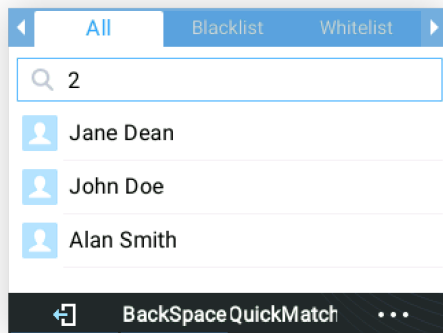 All Blacklist Whitelist
2
Jane Dean
John Doe
Alan Smith
BackSpace QuickMatch